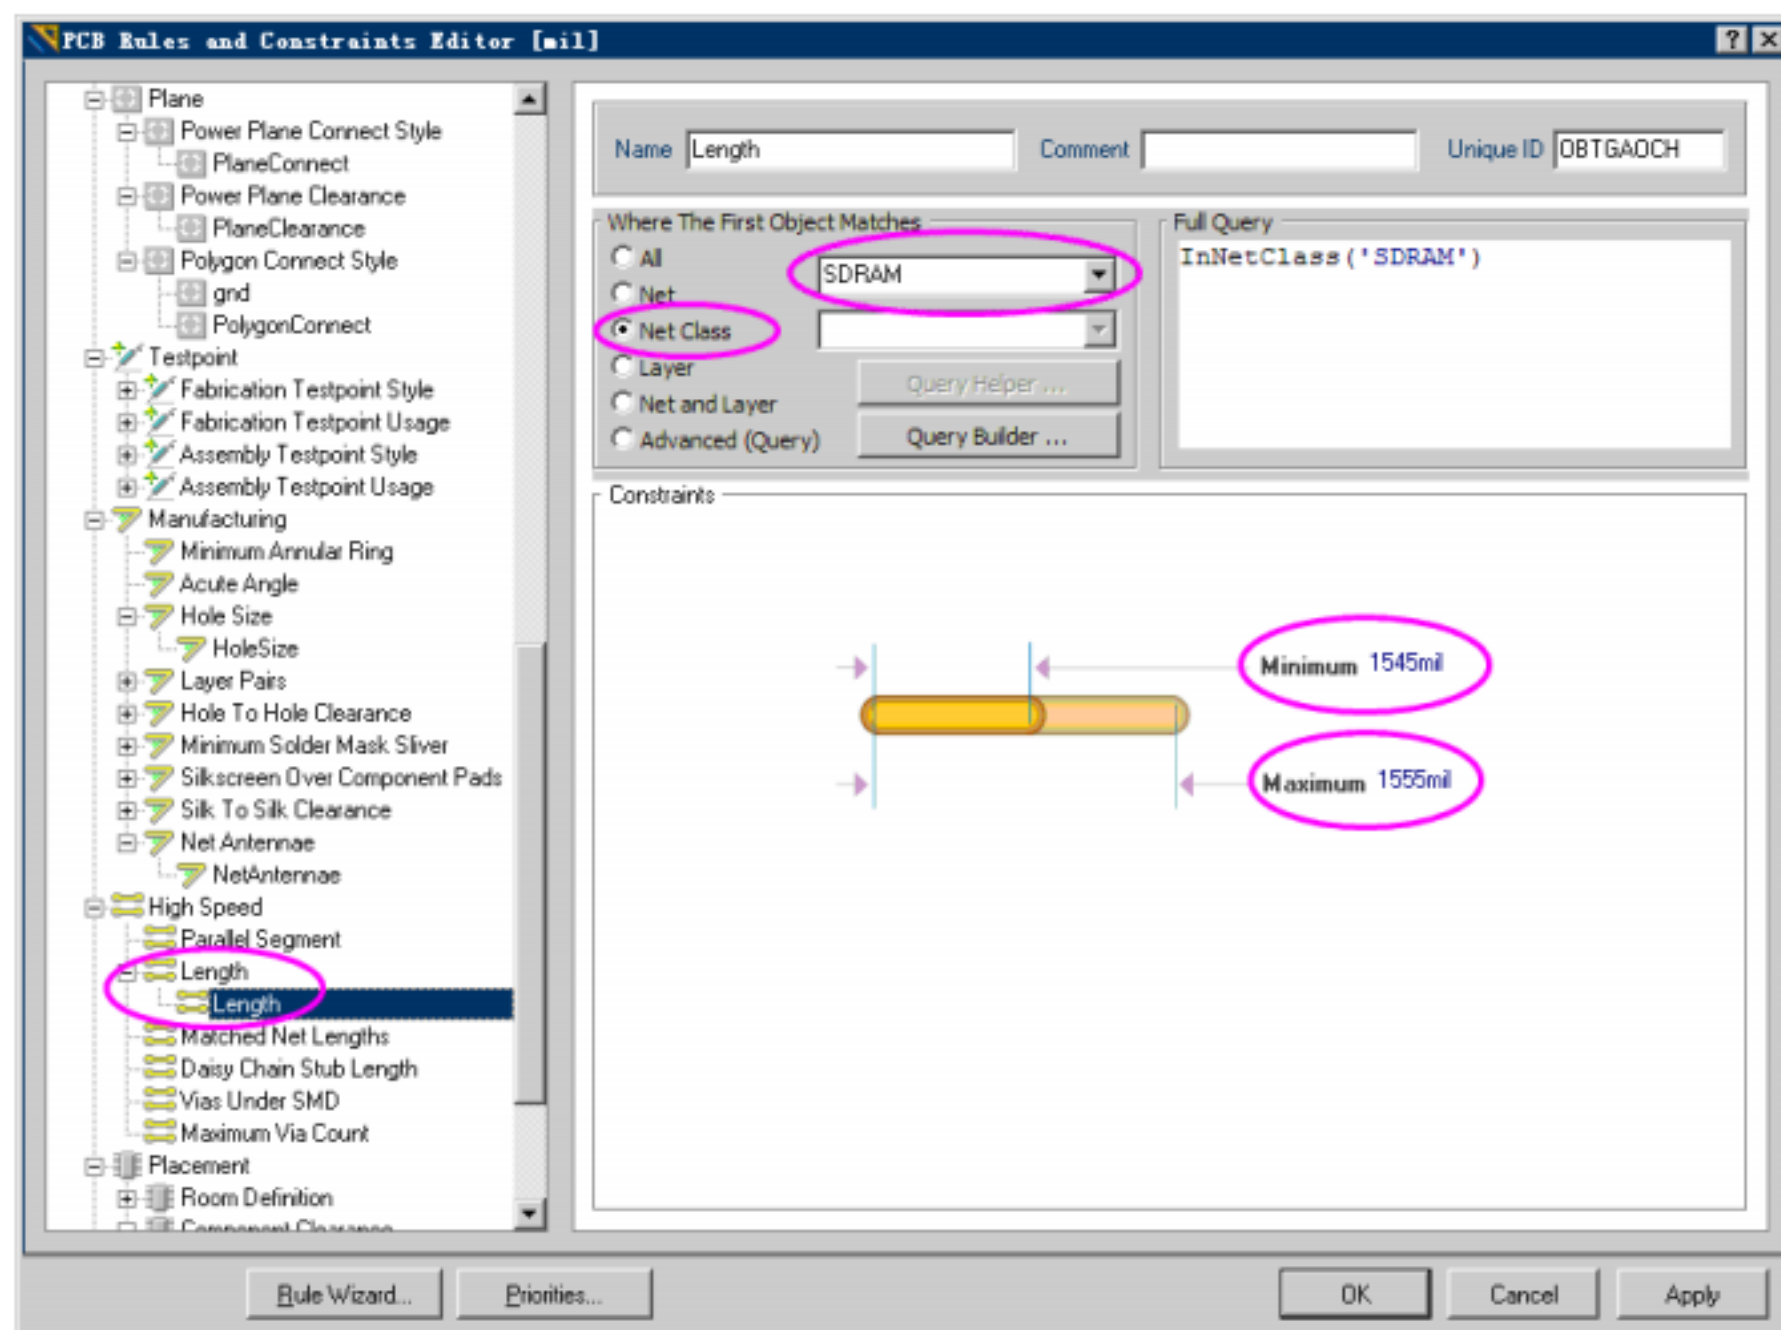 PCB Rules and Constraints Editor [mil]
Plane
Power Plane Connect Style
PlaneConnect
Power Plane Clearance
PlaneClearance
Polygon Connect Style
gnd
PolygonConnect
Testpoint
Fabrication Testpoint Style
Fabrication Testpoint Usage
Assembly Testpoint Style
Assembly Testpoint Usage
Manufacturing
Minimum Annular Ring
Acute Angle
Hole Size
HoleSize
Layer Pairs
Hole To Hole Clearance
Minimum Solder Mask Sliver
Silkscreen Over Component Pads
Silk To Silk Clearance
Net Antennae
NetAntennae
High Speed
Parallel Segment
Length
Length
Matched Net Lengths
Daisy Chain Stub Length
Vias Under SMD
Maximum Via Count
Placement
Room Definition
Component Clearance
Name Length Comment Unique ID OBTGAOCH
Where The First Object Matches
All
SDRAM
Net
Net Class
Layer
Query Helper ...
Net and Layer
Advanced (Query)
Query Builder ...
Full Query
InNetClass('SDRAM')
Constraints
Minimum 1545mil
Maximum 1555mil
Rule Wizard... Priorities... OK Cancel Apply